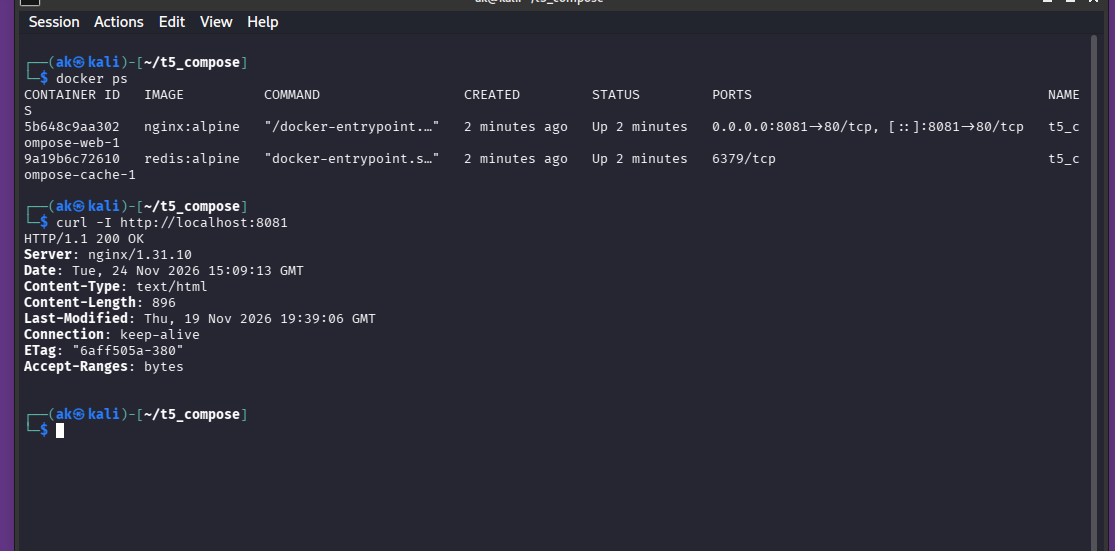 ak@kali: ~/t5_compose
Session Actions Edit View Help
┌──(ak㉿kali)-[~/t5_compose]
└─$ docker ps
CONTAINER ID   IMAGE          COMMAND                  CREATED         STATUS         PORTS                                     NAME
S
5b648c9aa302   nginx:alpine   "/docker-entrypoint.…"   2 minutes ago   Up 2 minutes   0.0.0.0:8081→80/tcp, [::]:8081→80/tcp   t5_c
ompose-web-1
9a19b6c72610   redis:alpine   "docker-entrypoint.s…"   2 minutes ago   Up 2 minutes   6379/tcp                                  t5_c
ompose-cache-1
┌──(ak㉿kali)-[~/t5_compose]
└─$ curl -I http://localhost:8081
HTTP/1.1 200 OK
Server: nginx/1.31.10
Date: Tue, 24 Nov 2026 15:09:13 GMT
Content-Type: text/html
Content-Length: 896
Last-Modified: Thu, 19 Nov 2026 19:39:06 GMT
Connection: keep-alive
ETag: "6aff505a-380"
Accept-Ranges: bytes
┌──(ak㉿kali)-[~/t5_compose]
└─$